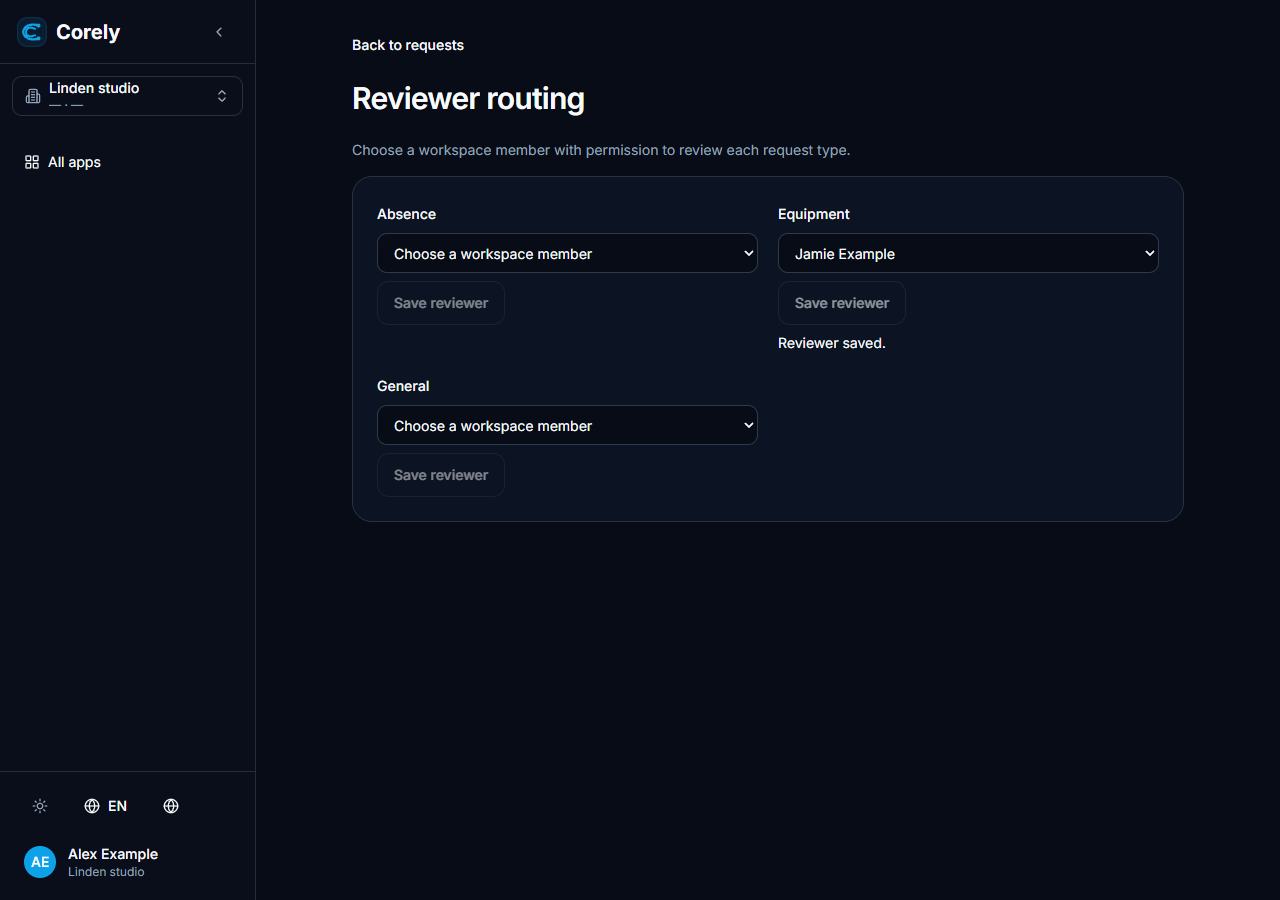 Corely
Linden studio
— · —
All apps
Back to requests
Reviewer routing
Choose a workspace member with permission to review each request type.
Absence
Choose a workspace member
Save reviewer
Equipment
Jamie Example
Save reviewer
Reviewer saved.
General
Choose a workspace member
Save reviewer
EN
AE
Alex Example
Linden studio